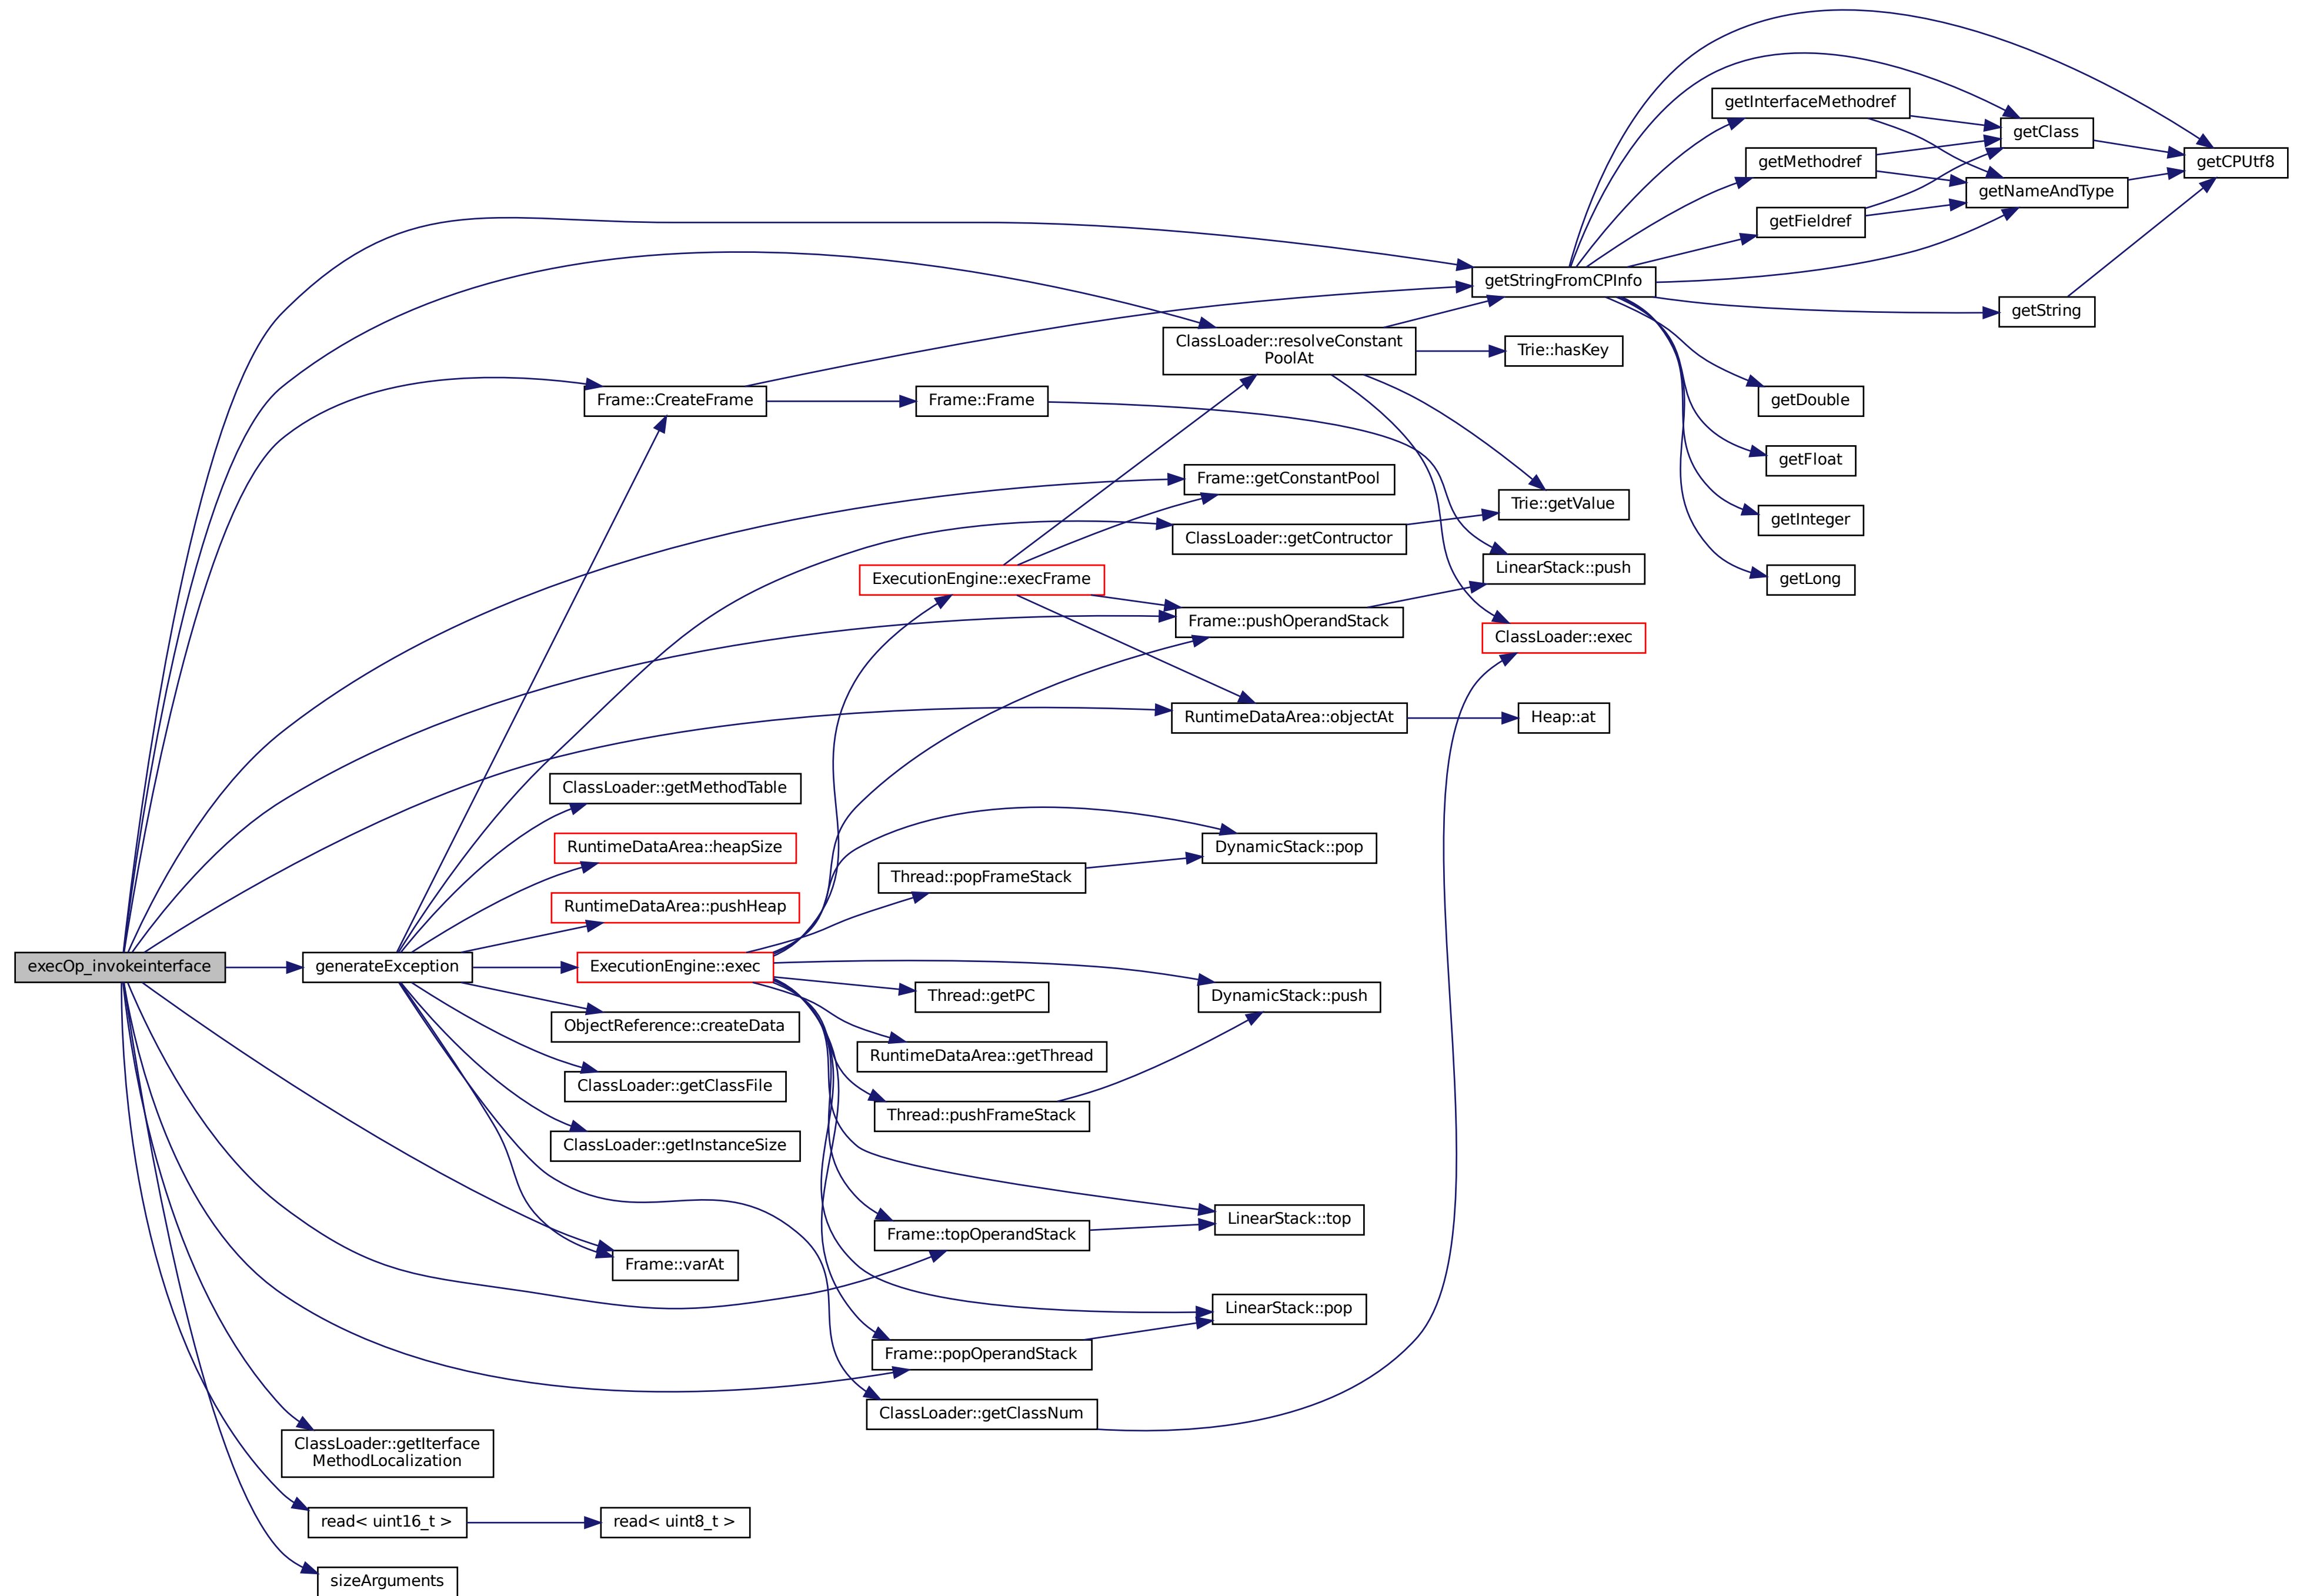 getInterfaceMethodref
getClass
getMethodref
getCPUtf8
getNameAndType
getFieldref
getStringFromCPInfo
getString
ClassLoader::resolveConstant
PoolAt
Trie::hasKey
Frame::CreateFrame
Frame::Frame
getDouble
getFloat
Frame::getConstantPool
Trie::getValue
getInteger
ClassLoader::getContructor
LinearStack::push
ExecutionEngine::execFrame
getLong
Frame::pushOperandStack
ClassLoader::exec
RuntimeDataArea::objectAt
Heap::at
ClassLoader::getMethodTable
RuntimeDataArea::heapSize
DynamicStack::pop
Thread::popFrameStack
RuntimeDataArea::pushHeap
execOp_invokeinterface
generateException
ExecutionEngine::exec
Thread::getPC
DynamicStack::push
ObjectReference::createData
RuntimeDataArea::getThread
ClassLoader::getClassFile
Thread::pushFrameStack
ClassLoader::getInstanceSize
LinearStack::top
Frame::topOperandStack
Frame::varAt
LinearStack::pop
Frame::popOperandStack
ClassLoader::getClassNum
ClassLoader::getIterface
MethodLocalization
read< uint16_t >
read< uint8_t >
sizeArguments